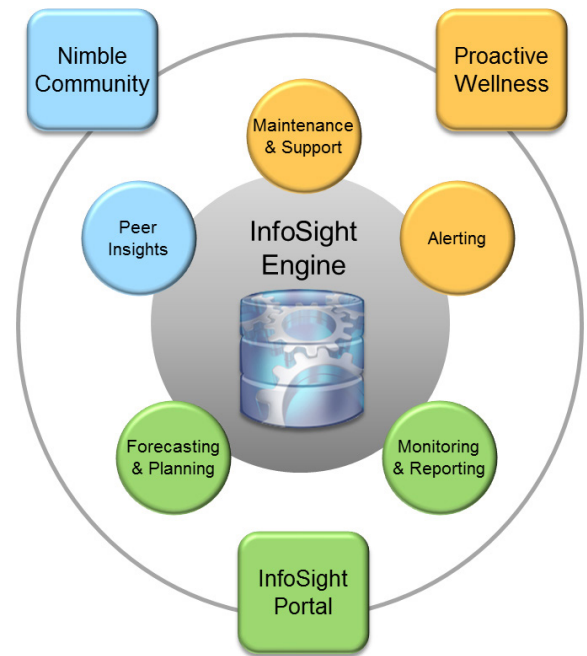 Nimble
Community
Proactive
Wellness
Maintenance
& Support
Peer
Insights
InfoSight
Engine
Alerting
Forecasting
& Planning
Monitoring
& Reporting
InfoSight
Portal